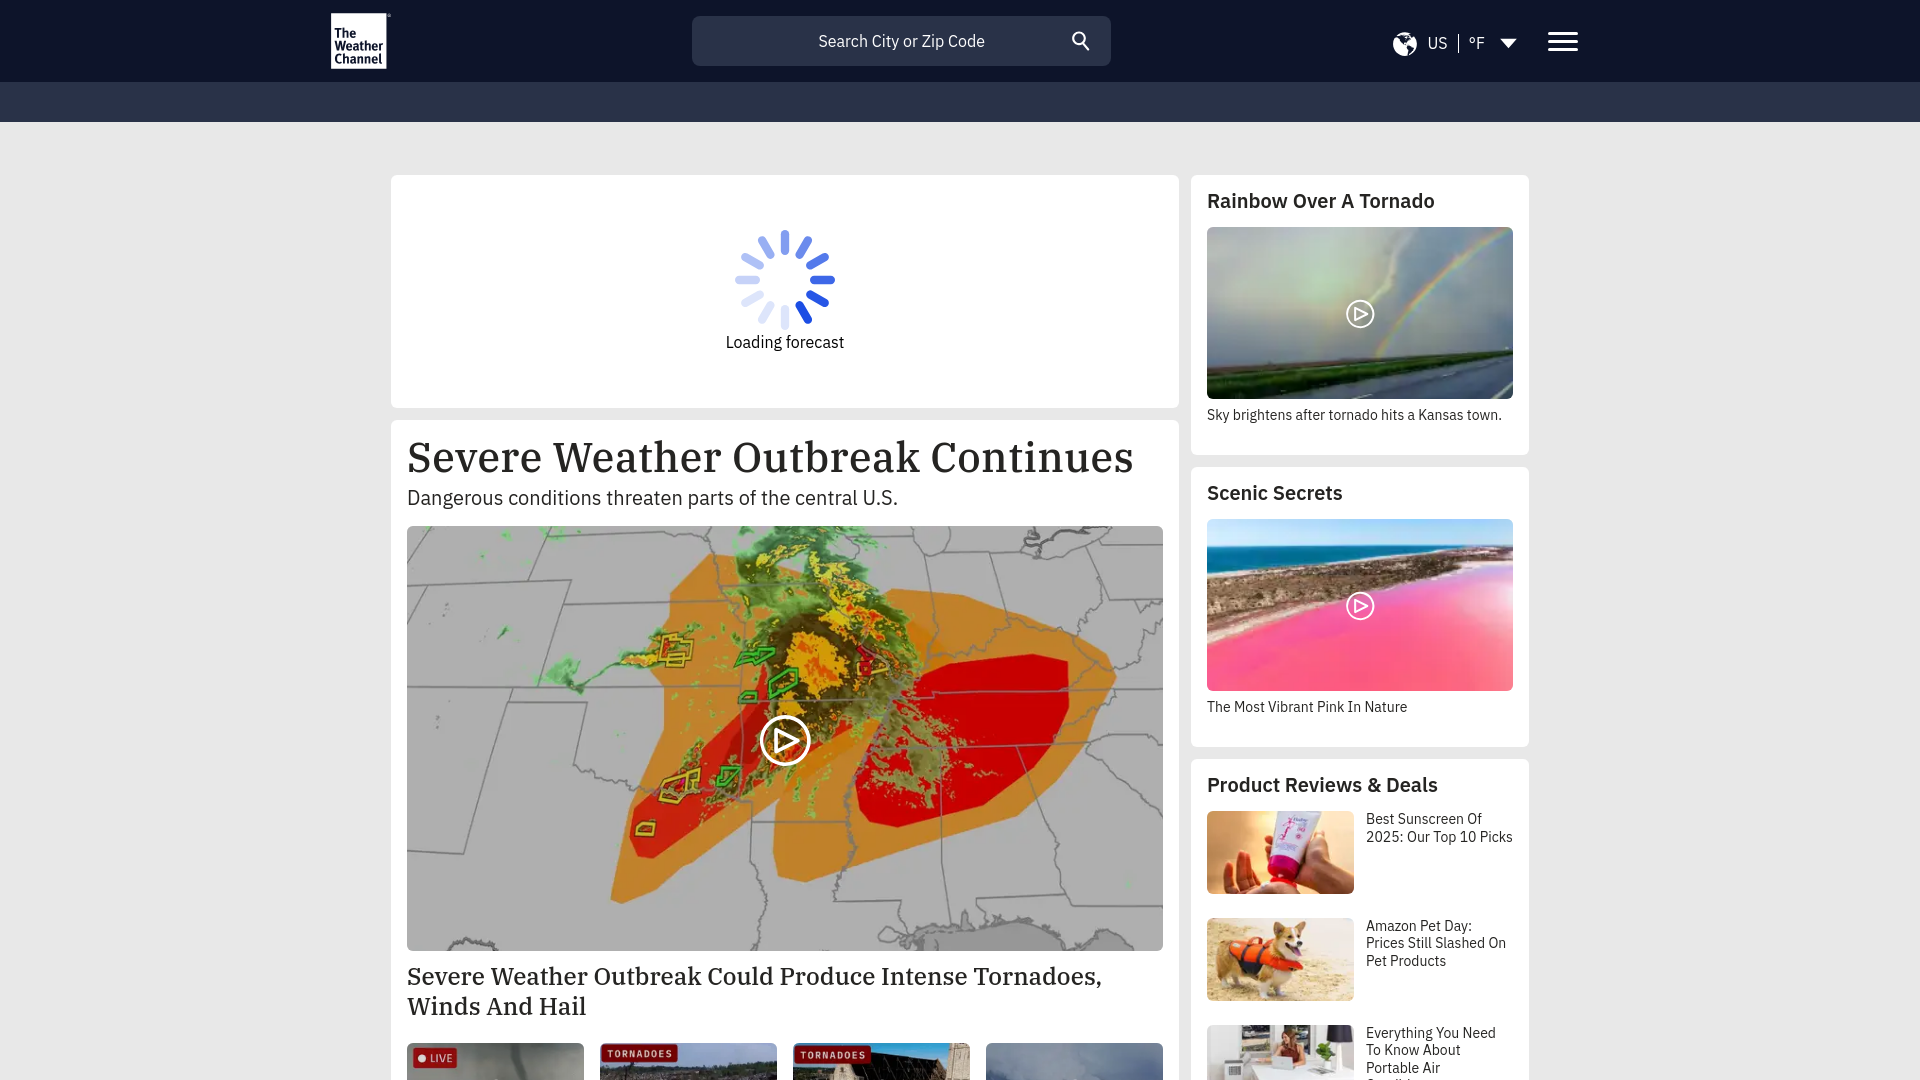 The
Weather
Channel
Search City or Zip Code
US
°F
Loading forecast
Severe Weather Outbreak Continues
Dangerous conditions threaten parts of the central U.S.
Severe Weather Outbreak Could Produce Intense Tornadoes,
Winds And Hail
LIVE
TORNADOES
TORNADOES
Rainbow Over A Tornado
Sky brightens after tornado hits a Kansas town.
Scenic Secrets
The Most Vibrant Pink In Nature
Product Reviews & Deals
Best Sunscreen Of
2025: Our Top 10 Picks
Amazon Pet Day:
Prices Still Slashed On
Pet Products
Everything You Need
To Know About
Portable Air